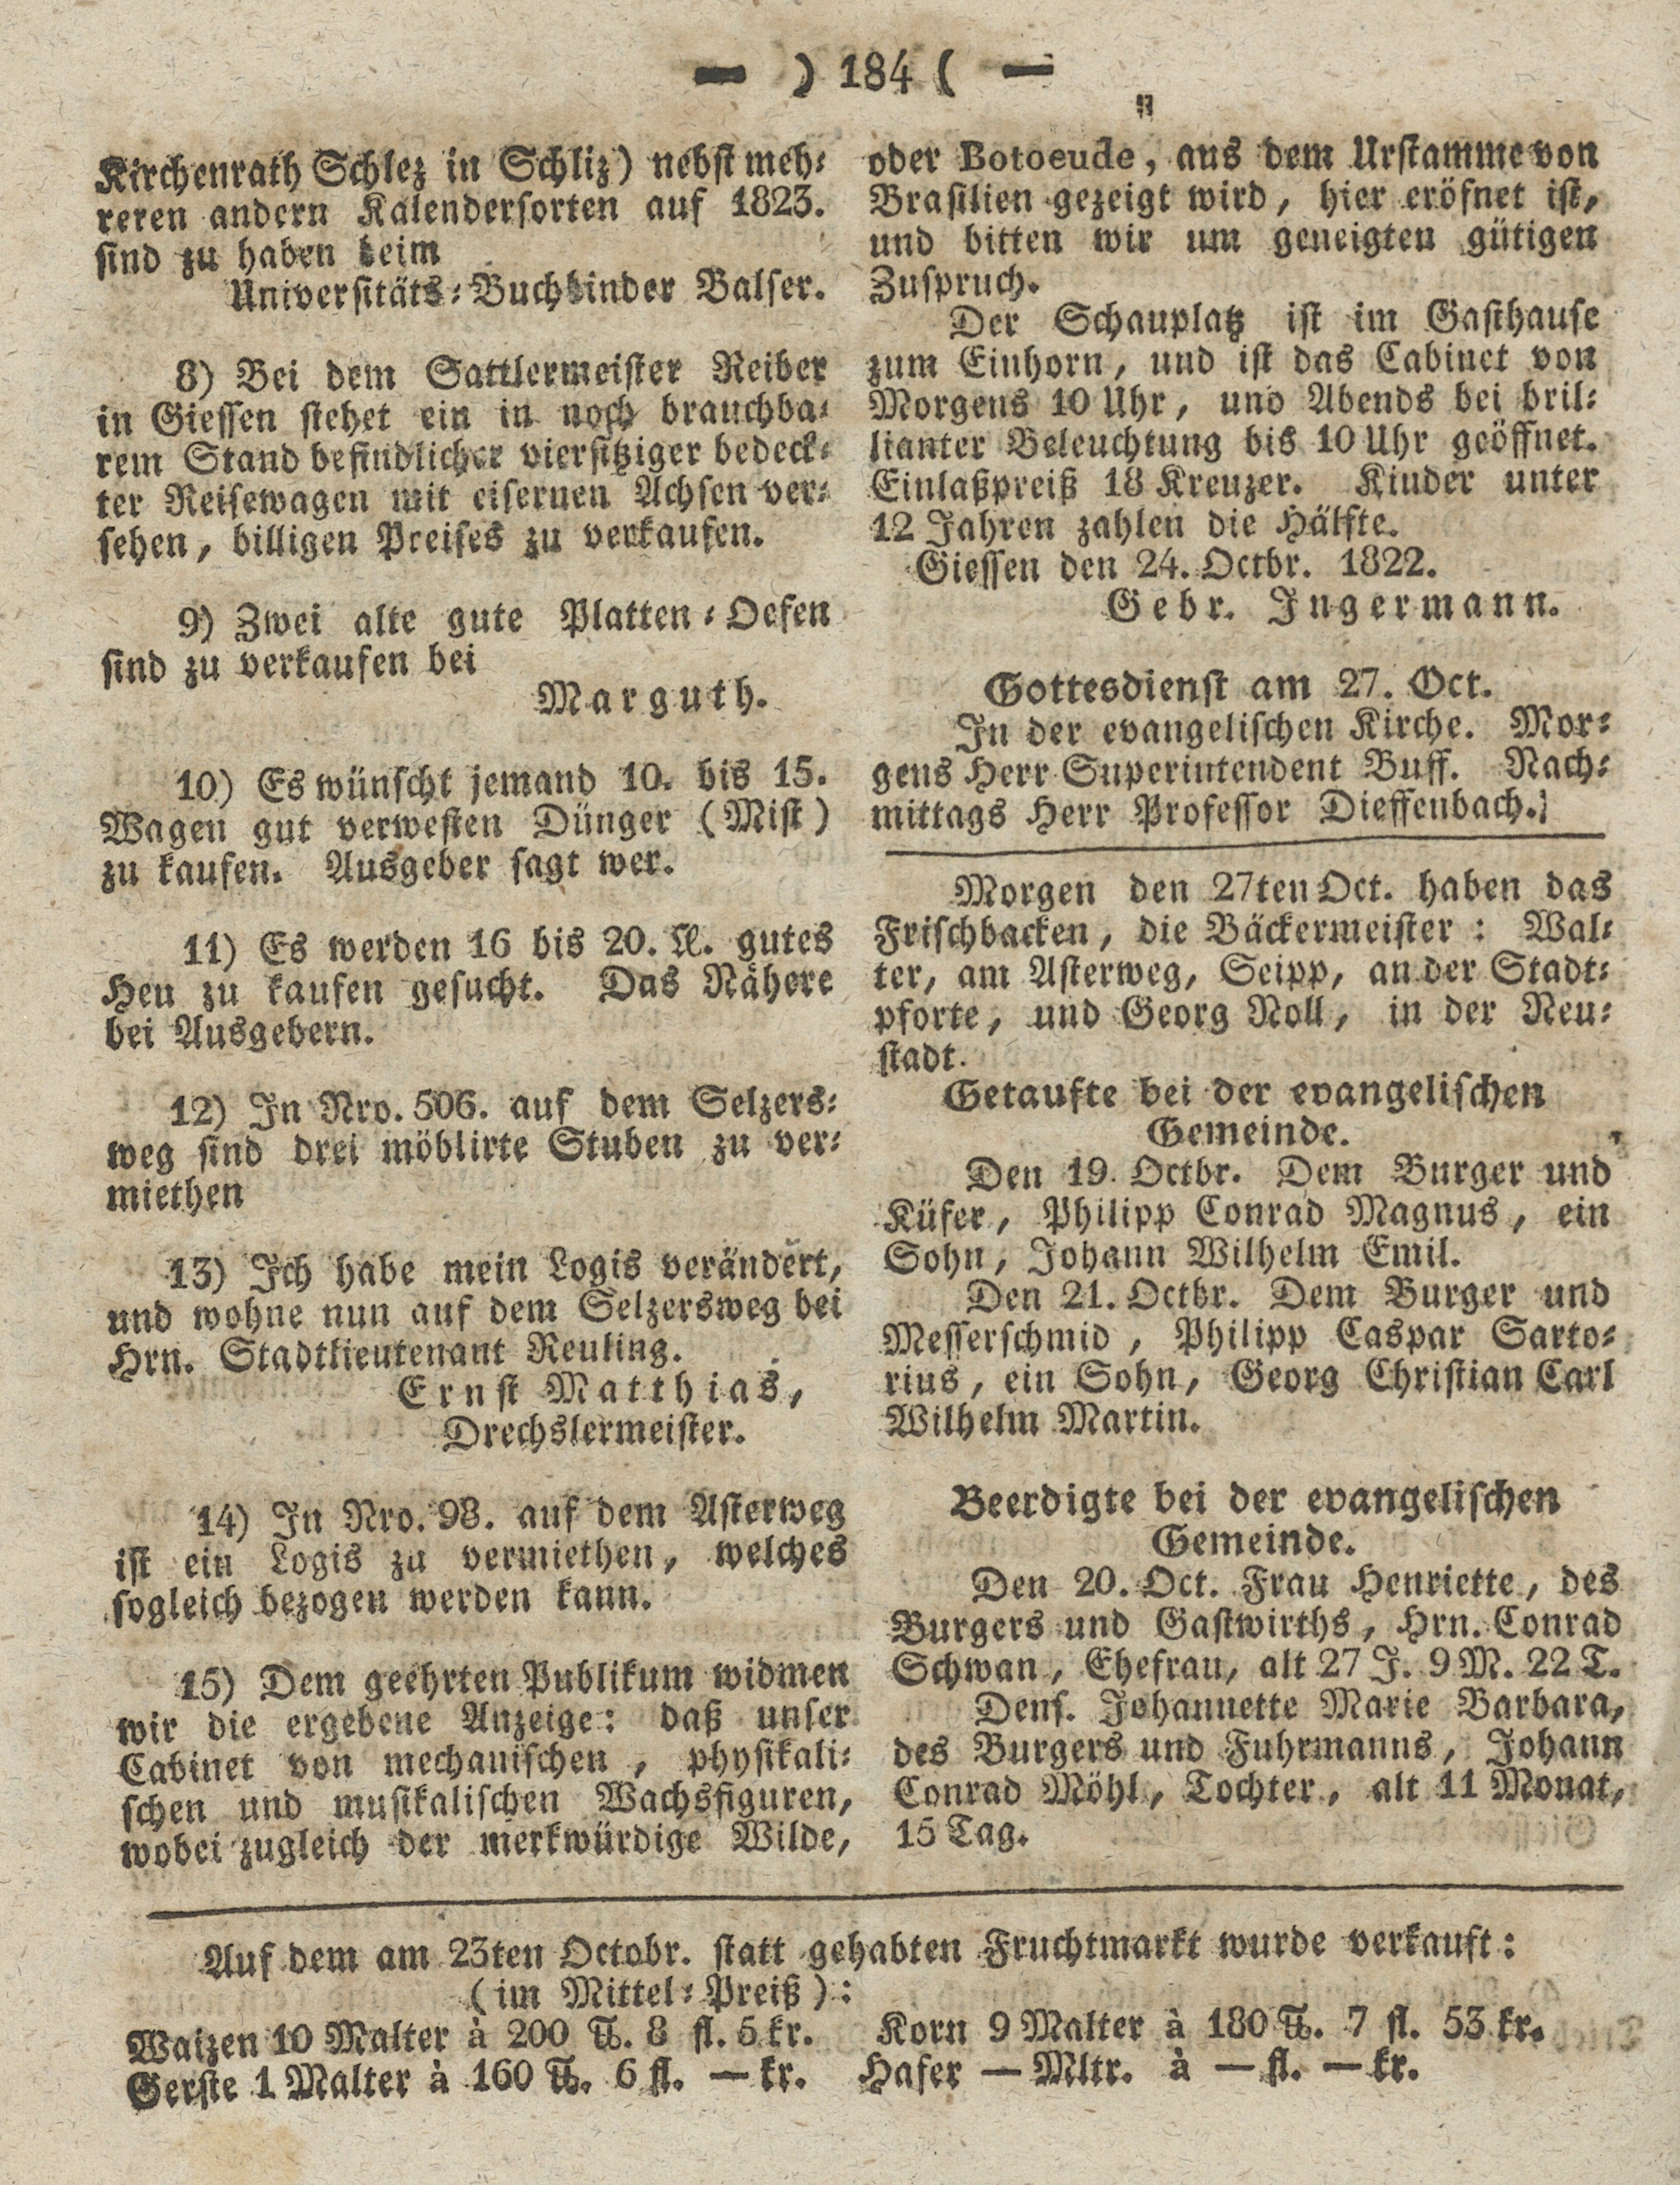 — ) 184 ( —
Kirchenrath Schlez in Schliz) nebst meh⸗
reren andern Kalendersorten auf 1823.
sind zu haben beim
Universitäts⸗Buchbinder Balser.
8) Bei dem Sattlermeister Reiber
in Giessen stehet ein in noch brauchba⸗
rem Stand befindlicher viersitziger bedeck⸗
ter Reisewagen mit eisernen Achsen ver⸗
sehen, billigen Preises zu verkaufen.
9) Zwei alte gute Platten⸗Oefen
sind zu verkaufen bei
Marguth.
10) Es wünscht jemand 10. bis 15.
Wagen gut verwesten Dünger (Mist)
zu kaufen. Ausgeber sagt wer.
11) Es werden 16 bis 20. gutes
Heu zu kaufen gesucht. Das Nähere
bei Ausgebern.
12) In Nro. 506. auf dem Selzers⸗
weg sind drei möblirte Stuben zu ver⸗
miethen
13) Ich habe mein Logis verändert,
und wohne nun auf dem Selzersweg bei
Hrn. Stadtlieutenant Reuling.
Ernst Matthias,
Drechslermeister.
14) In Nro. 98. auf dem Asterweg
ist ein Logis zu vermiethen, welches
sogleich bezogen werden kann.
15) Dem geehrten Publikum widmen
wir die ergebene Anzeige: daß unser
Cabinet von mechanischen, physikali⸗
schen und musikalischen Wachsfiguren,
wobei zugleich der merkwürdige Wilde,
oder Botoeude, aus dem Urstamme von
Brasilien gezeigt wird, hier eröfnet ist,
und bitten wir um geneigten gütigen
Zuspruch.
Der Schauplatz ist im Gasthause
zum Einhorn, und ist das Cabinet von
Morgens 10 Uhr, und Abends bei bril⸗
lianter Beleuchtung bis 10 Uhr geöffnet.
Einlaßpreiß 18 Kreuzer. Kinder unter
12 Jahren zahlen die Hälfte.
Giessen den 24. Octbr. 1822.
Gebr. Ingermann.
Gottesdienst am 27. Oct.
In der evangelischen Kirche. Mor⸗
gens Herr Superintendent Buff. Nach⸗
mittags Herr Professor Dieffenbach.
Morgen den 27ten Oct. haben das
Frischbacken, die Bäckermeister: Wal⸗
ter, am Asterweg, Seipp, an der Stadt⸗
pforte, und Georg Noll, in der Neu⸗
stadt.
Getaufte bei der evangelischen
Gemeinde.
Den 19. Octbr. Dem Burger und
Küfer, Philipp Conrad Magnus, ein
Sohn, Johann Wilhelm Emil.
Den 21. Octbr. Dem Burger und
Messerschmid, Philipp Caspar Sarto⸗
rius, ein Sohn, Georg Christian Carl
Wilhelm Martin.
Beerdigte bei der evangelischen
Gemeinde.
Den 20. Oct. Frau Henriette, des
Burgers und Gastwirths, Hrn. Conrad
Schwan, Ehefrau, alt 27 J. 9 M. 22 T.
Dens. Johannette Marie Barbara,
des Burgers und Fuhrmanns, Johann
Conrad Möhl, Tochter, alt 11 Monat,
15 Tag.
Auf dem am 23ten Octobr. statt gehabten Fruchtmarkt wurde verkauft:
(im Mittel⸗Preiß):
Waizen 10 Malter à 200 ℔. 8 fl. 5 kr. Korn 9 Malter à 180 ℔. 7 fl. 53 kr.
Gerste 1 Malter à 160 ℔. 6 fl. — kr. Hafer — Mltr. à — fl. — kr.